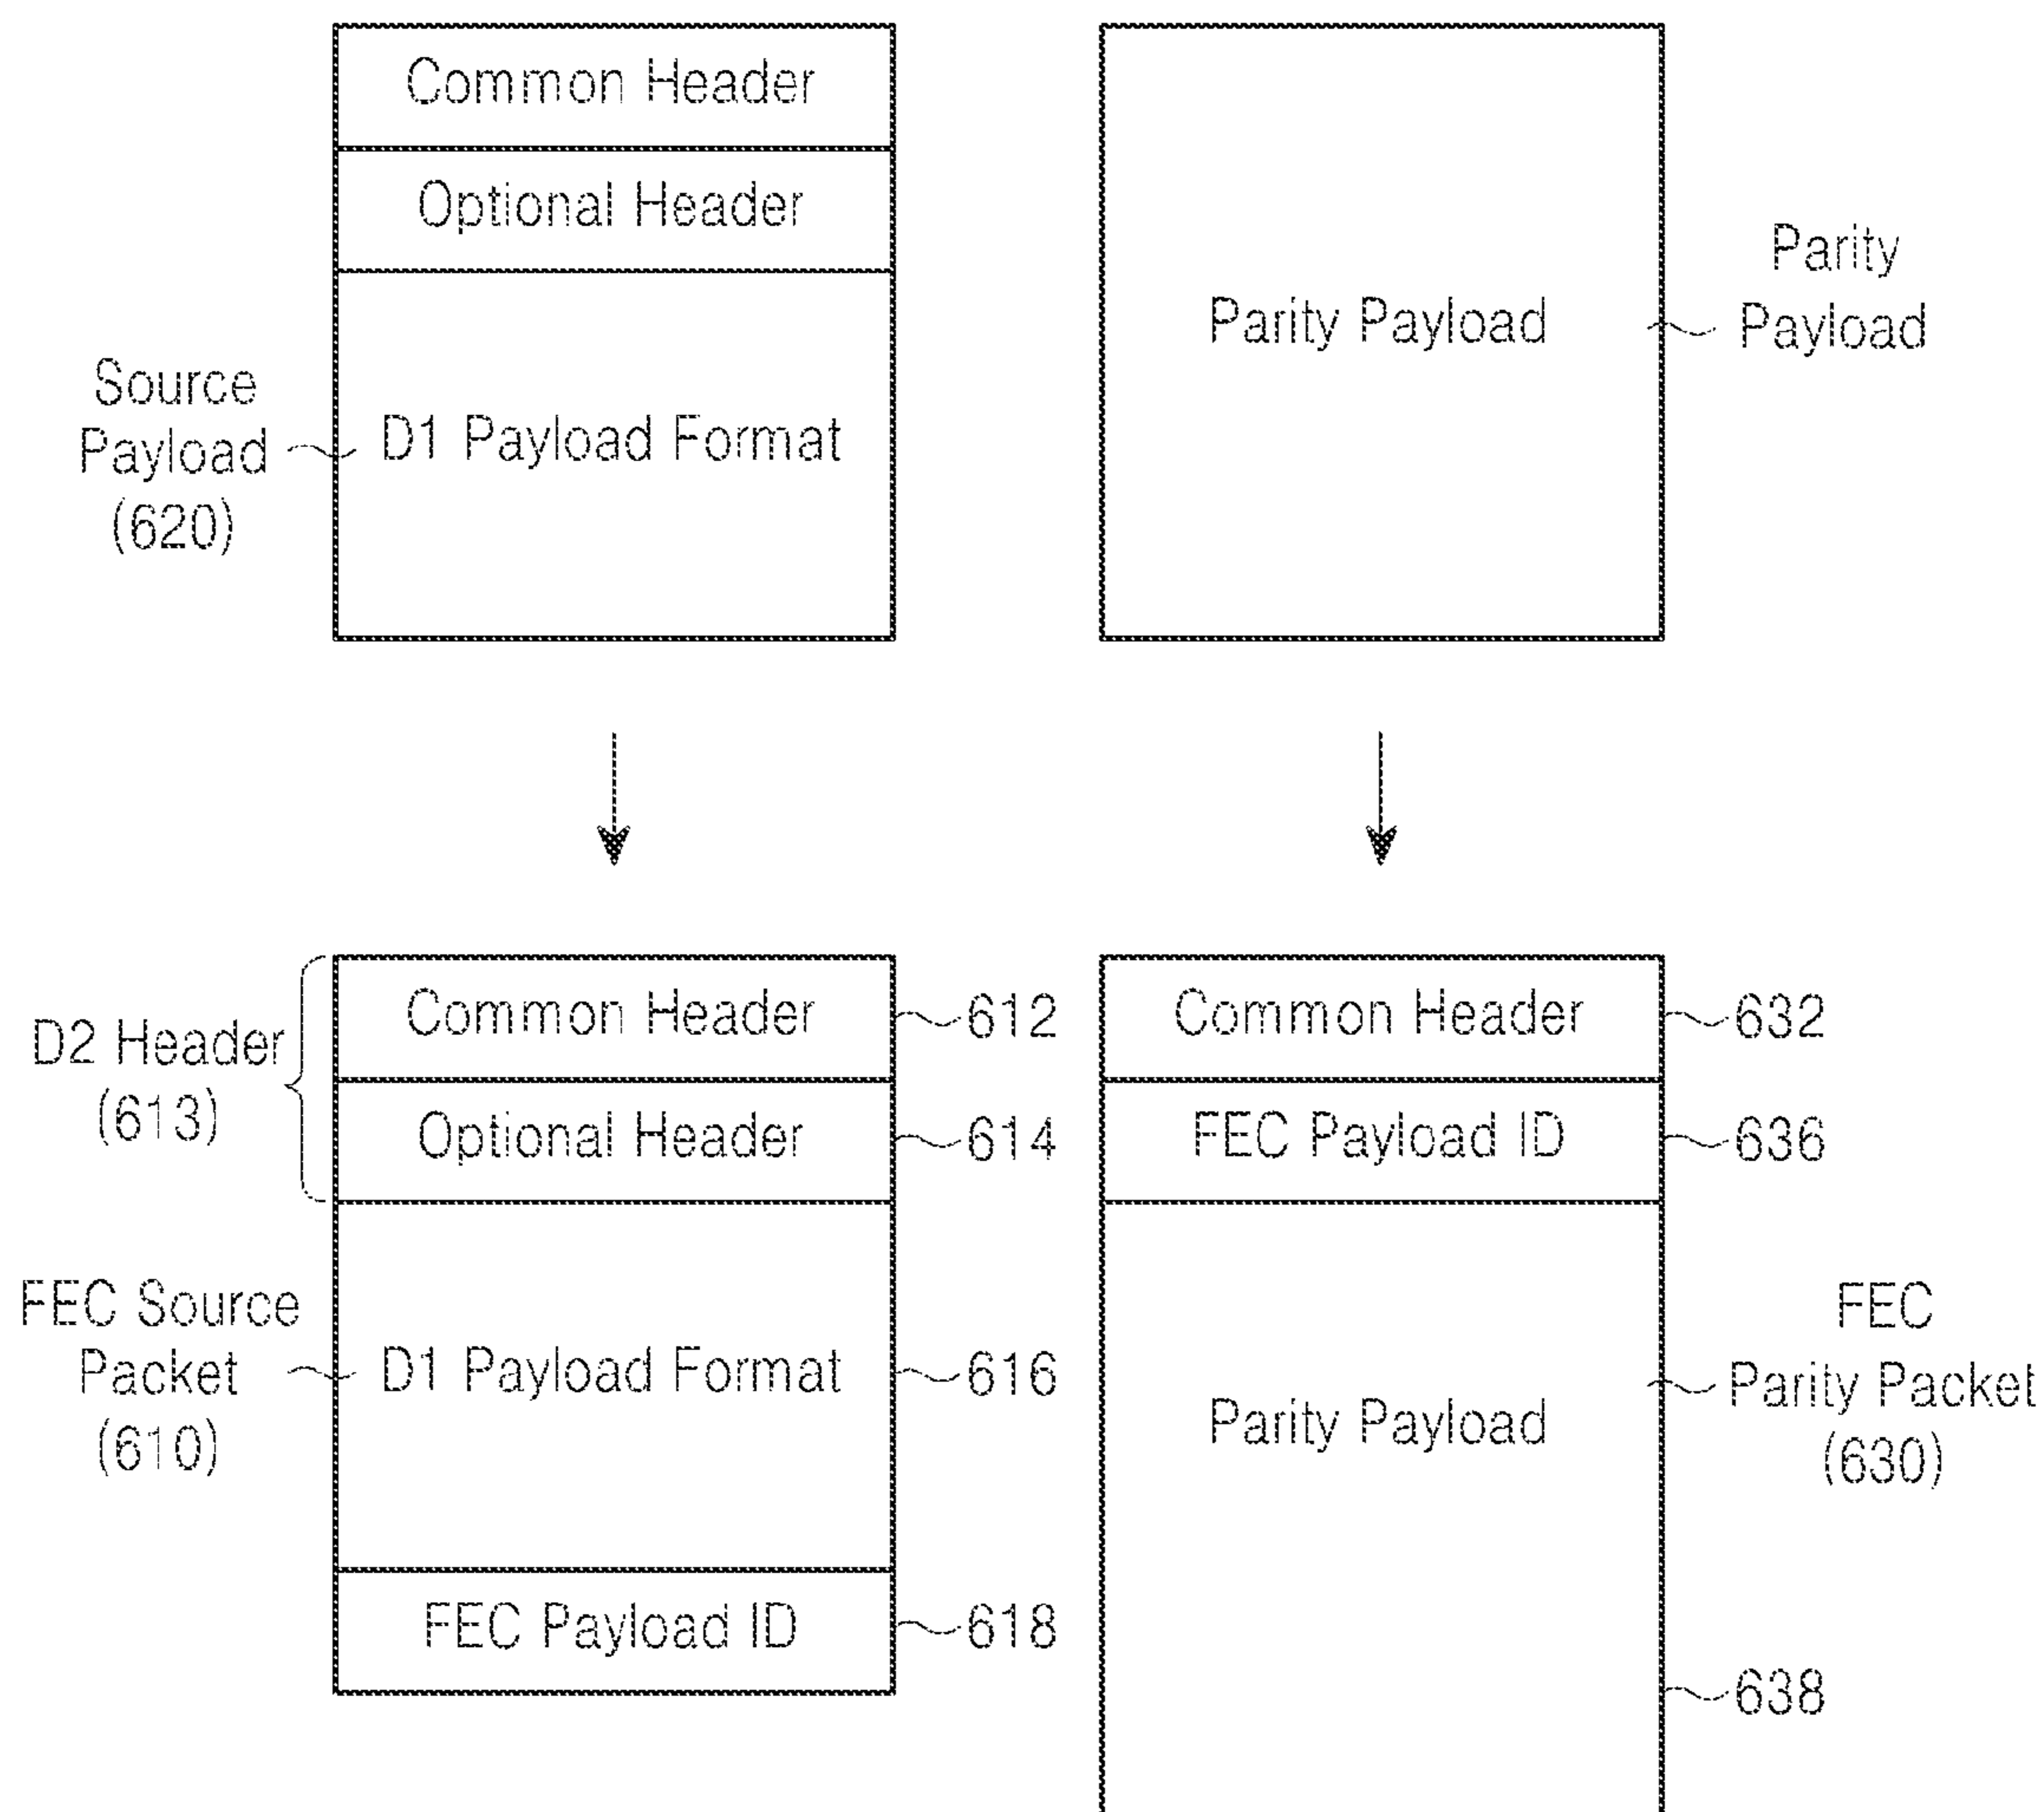 Common Header
Optional Header
D1 Payload Format
Source
Payload
(620)
Parity Payload
Parity
Payload
D2 Header
(613)
Common Header
612
Optional Header
614
FEC Source
Packet
(610)
D1 Payload Format
616
FEC Payload ID
618
Common Header
632
FEC Payload ID
636
Parity Payload
FEC
Parity Packet
(630)
638